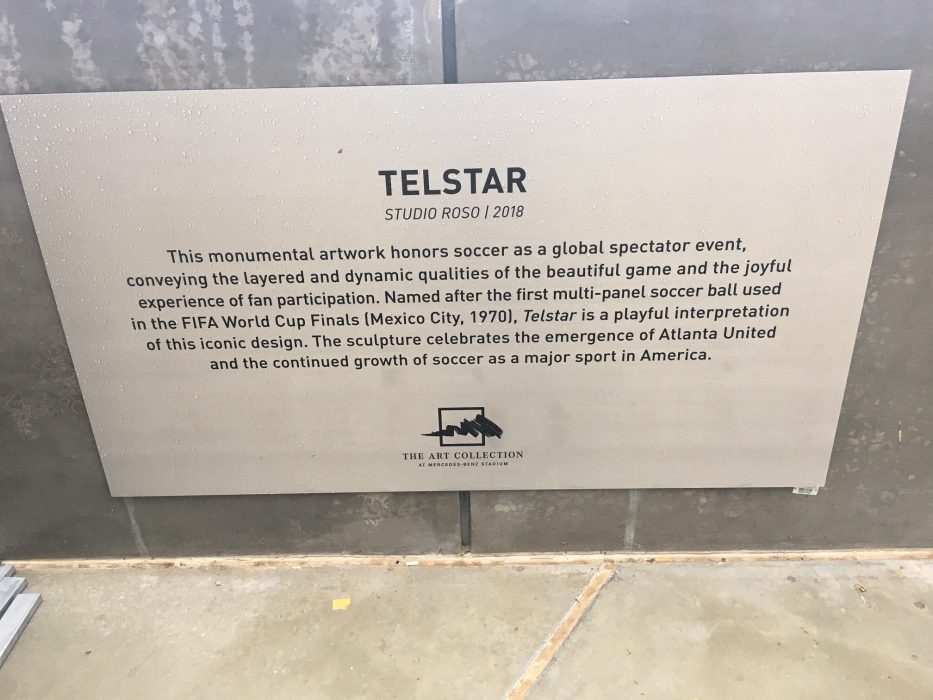 TELSTAR
STUDIO ROSO | 2018
This monumental artwork honors soccer as a global spectator event,
conveying the layered and dynamic qualities of the beautiful game and the joyful
experience of fan participation. Named after the first multi-panel soccer ball used
in the FIFA World Cup Finals (Mexico City, 1970), Telstar is a playful interpretation
of this iconic design. The sculpture celebrates the emergence of Atlanta United
and the continued growth of soccer as a major sport in America.
THE ART COLLECTION
AT MERCEDES-BENZ STADIUM